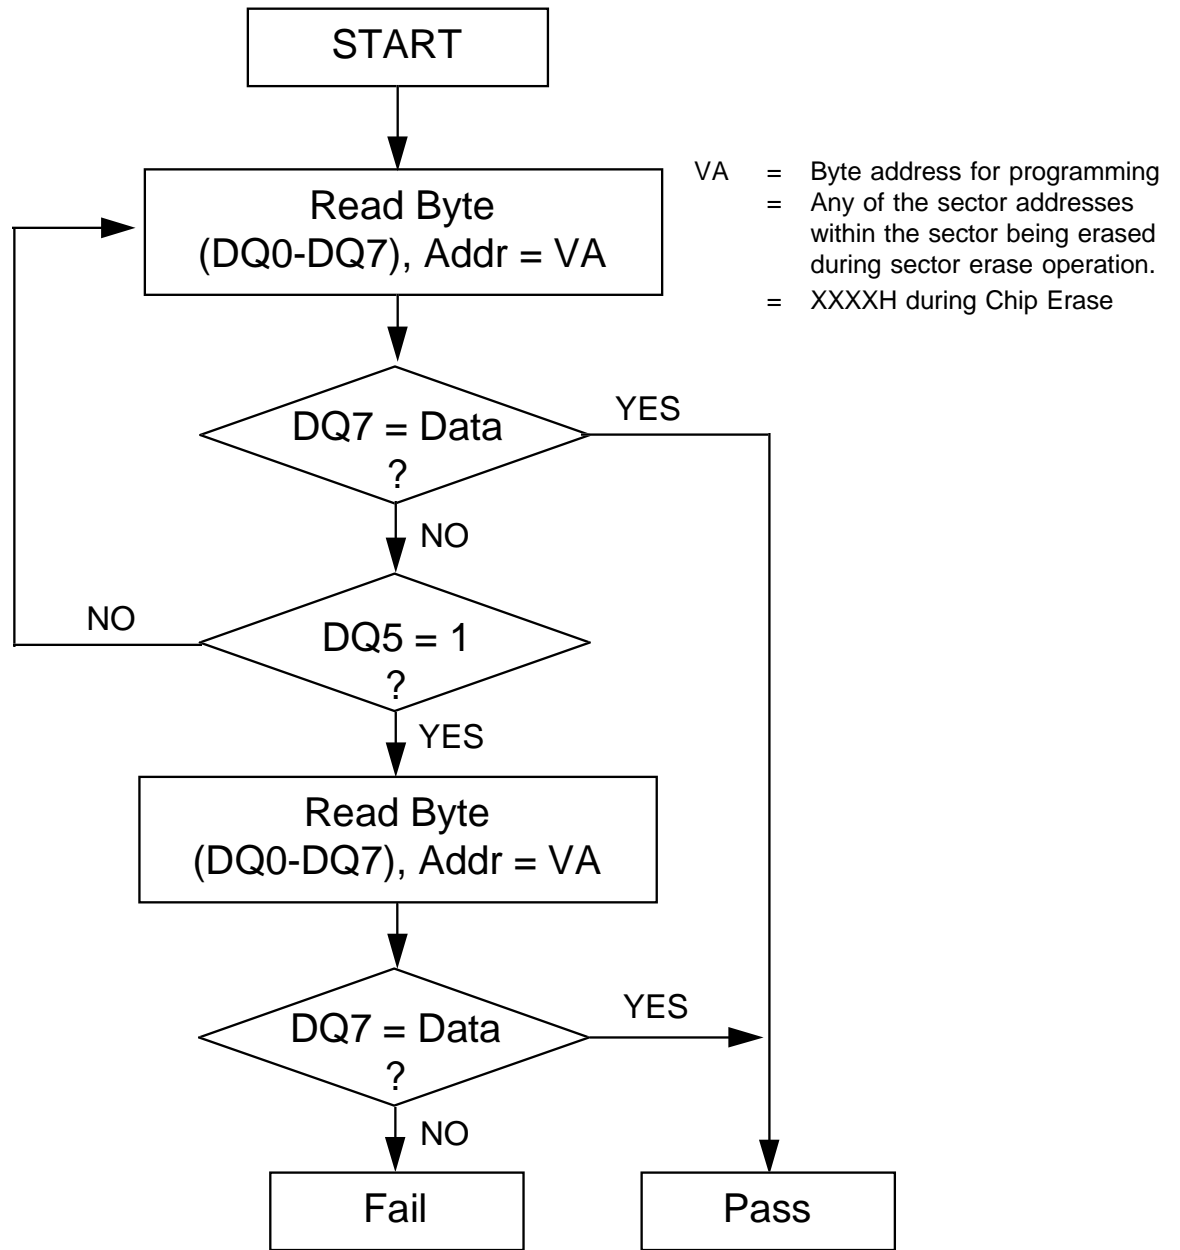 START
Read Byte
(DQ0-DQ7), Addr = VA
VA = Byte address for programming
= Any of the sector addresses
within the sector being erased
during sector erase operation.
= XXXXH during Chip Erase
DQ7 = Data
?
YES
NO
DQ5 = 1
?
NO
YES
Read Byte
(DQ0-DQ7), Addr = VA
DQ7 = Data
?
YES
NO
Fail
Pass